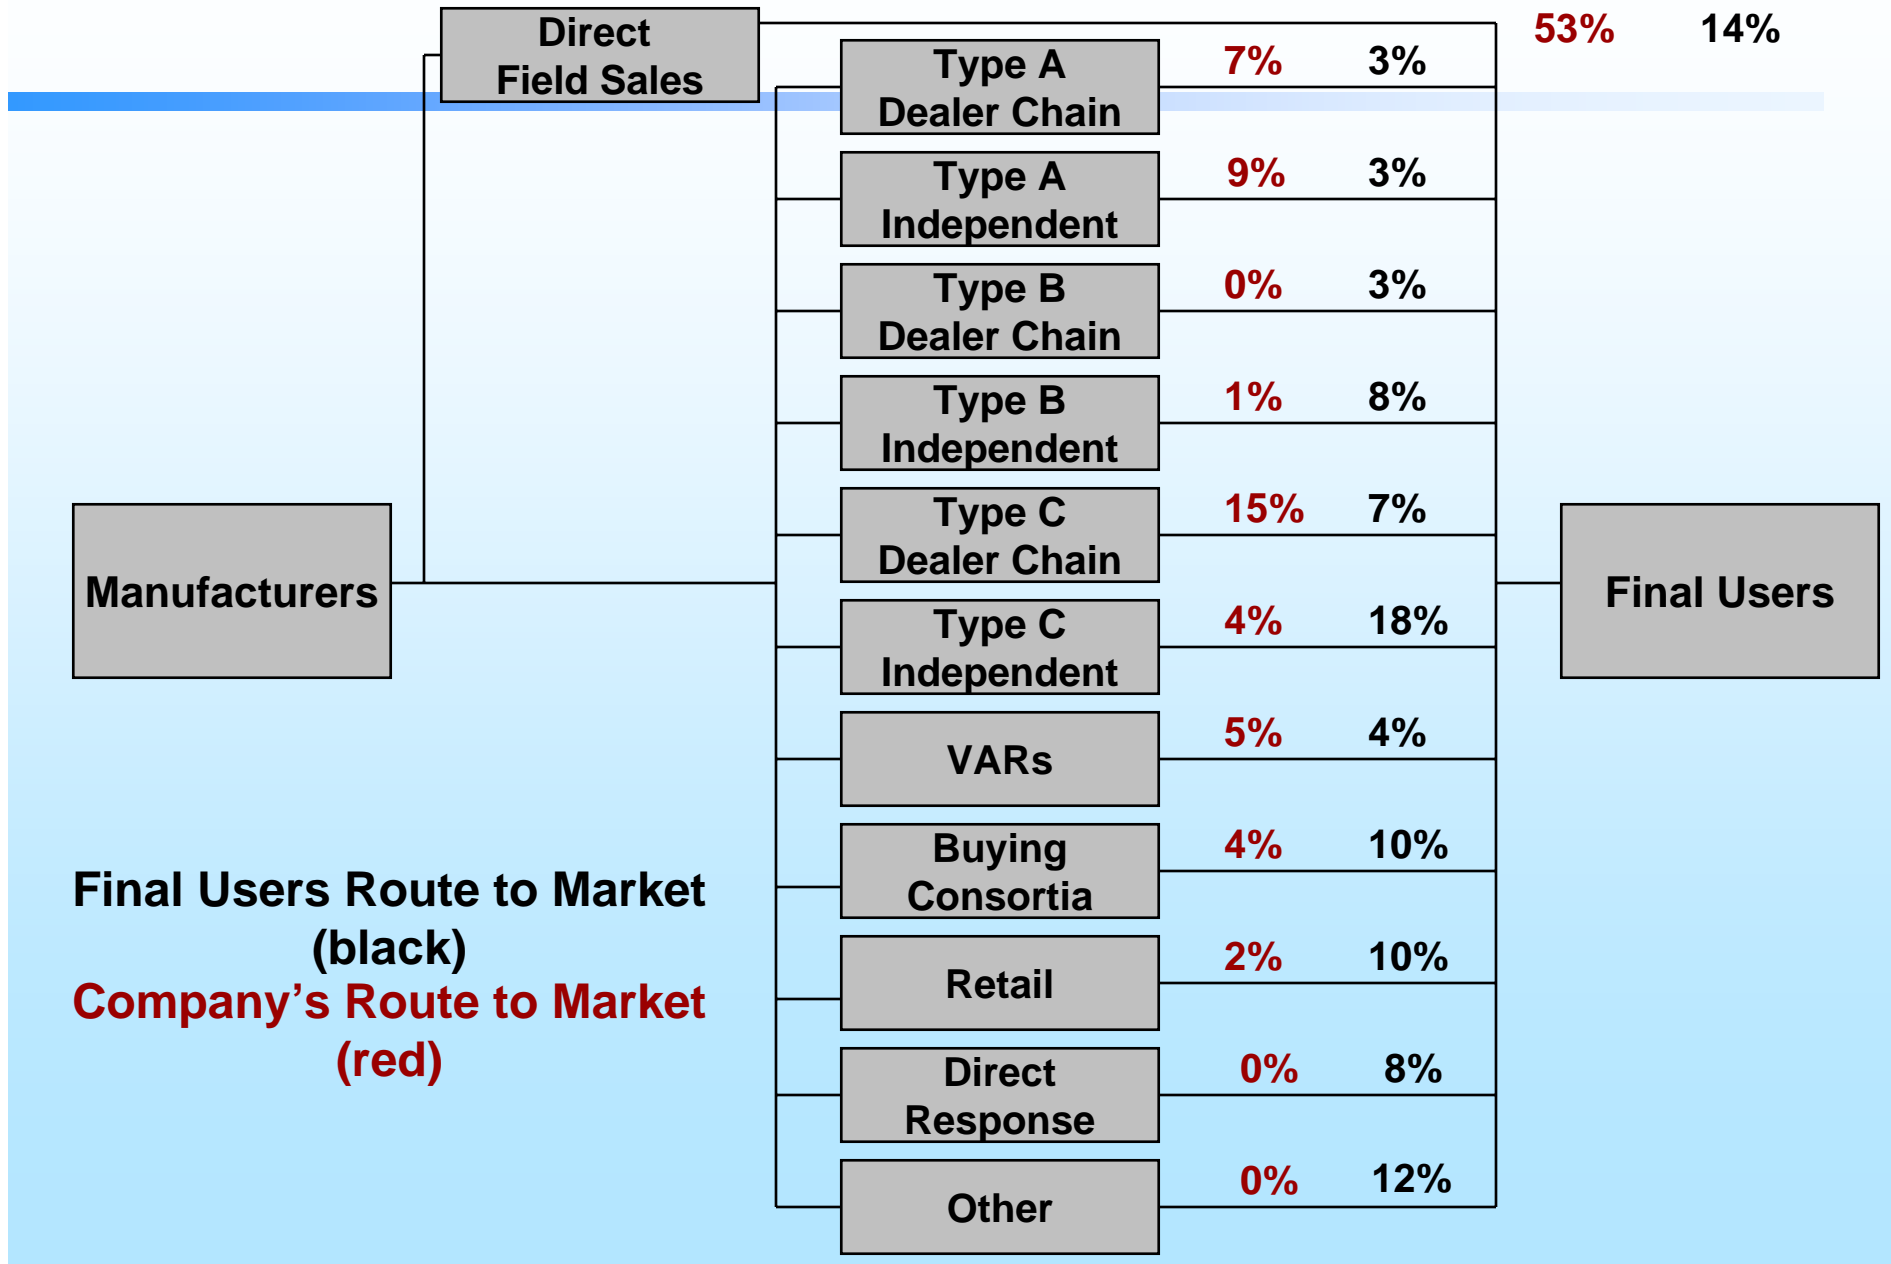 Direct
Field Sales
53% 14%
Type A
Dealer Chain
7% 3%
Type A
Independent
9% 3%
Type B
Dealer Chain
0% 3%
Type B
Independent
1% 8%
Type C
Dealer Chain
15% 7%
Manufacturers
Final Users
Type C
Independent
4% 18%
VARs
5% 4%
Buying
Consortia
4% 10%
Retail
2% 10%
Direct
Response
0% 8%
Other
0% 12%
Final Users Route to Market
(black)
Company’s Route to Market
(red)